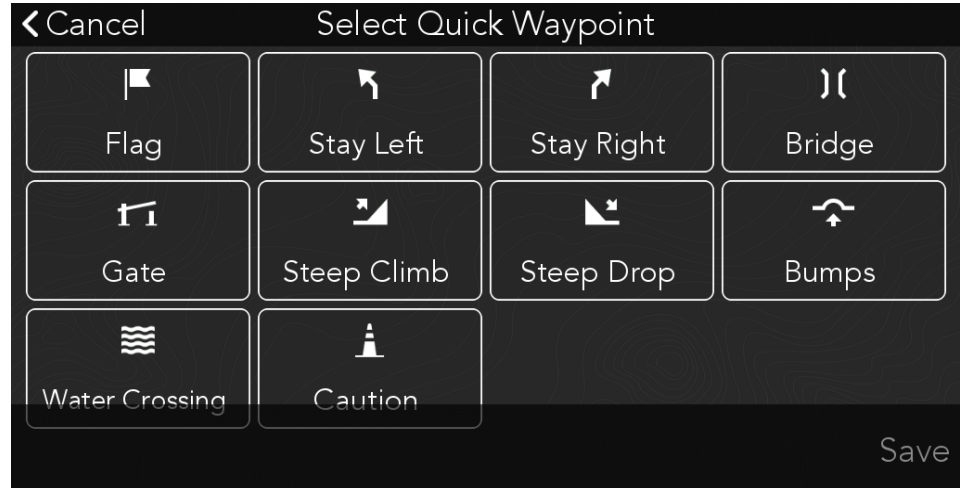 Cancel
Select Quick Waypoint
Flag
Stay Left
Stay Right
Bridge
Gate
Steep Climb
Steep Drop
Bumps
Water Crossing
Caution
Save